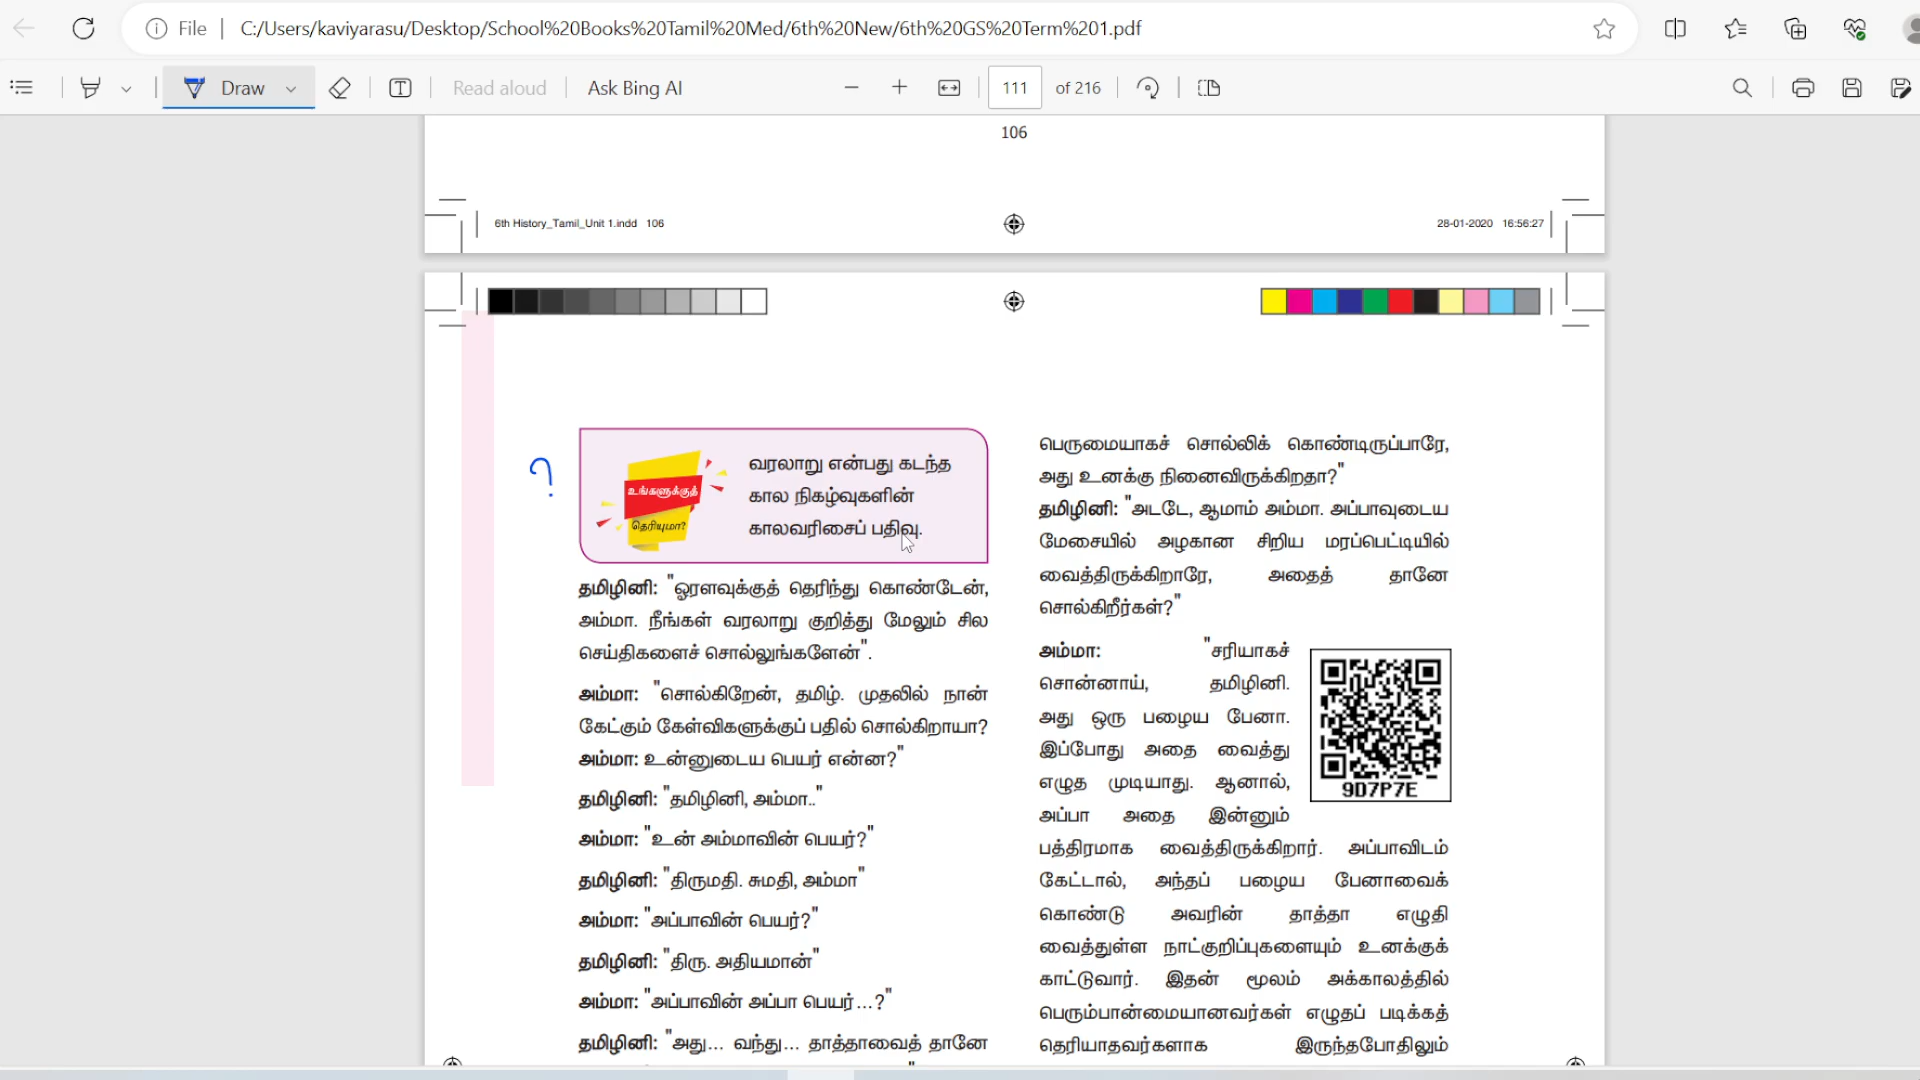 File
C:/Users/kaviyarasu/Desktop/School%20Books%20Tamil%20Med/6th%20New/6th%20GS%20Term%201.pdf
Draw
Read aloud
Ask Bing AI
111 of 216
106
6th History_Tamil_Unit 1.indd 106
28-01-2020 16:56:27
?
உங்களுக்குத்
தெரியுமா?
வரலாறு என்பது கடந்த
கால நிகழ்வுகளின்
காலவரிசைப் பதிவு.
தமிழினி: "ஓரளவுக்குத் தெரிந்து கொண்டேன்,
அம்மா. நீங்கள் வரலாறு குறித்து மேலும் சில
செய்திகளைச் சொல்லுங்களேன்".
அம்மா: "சொல்கிறேன், தமிழ். முதலில் நான்
கேட்கும் கேள்விகளுக்குப் பதில் சொல்கிறாயா?
அம்மா: உன்னுடைய பெயர் என்ன?"
தமிழினி: "தமிழினி, அம்மா.."
அம்மா: "உன் அம்மாவின் பெயர்?"
தமிழினி: "திருமதி. சுமதி, அம்மா"
அம்மா: "அப்பாவின் பெயர்?"
தமிழினி: "திரு. அதியமான்"
அம்மா: "அப்பாவின் அப்பா பெயர்...?"
தமிழினி: "அது... வந்து... தாத்தாவைத் தானே
பெருமையாகச் சொல்லிக் கொண்டிருப்பாரே,
அது உனக்கு நினைவிருக்கிறதா?"
தமிழினி: "அடடே, ஆமாம் அம்மா. அப்பாவுடைய
மேசையில் அழகான சிறிய மரப்பெட்டியில்
வைத்திருக்கிறாரே, அதைத் தானே
சொல்கிறீர்கள்?"
அம்மா: "சரியாகச்
சொன்னாய், தமிழினி.
அது ஒரு பழைய பேனா.
இப்போது அதை வைத்து
எழுத முடியாது. ஆனால்,
அப்பா அதை இன்னும்
பத்திரமாக வைத்திருக்கிறார். அப்பாவிடம்
கேட்டால், அந்தப் பழைய பேனாவைக்
கொண்டு அவரின் தாத்தா எழுதி
வைத்துள்ள நாட்குறிப்புகளையும் உனக்குக்
காட்டுவார். இதன் மூலம் அக்காலத்தில்
பெரும்பான்மையானவர்கள் எழுதப் படிக்கத்
தெரியாதவர்களாக இருந்தபோதிலும்
9D7P7E